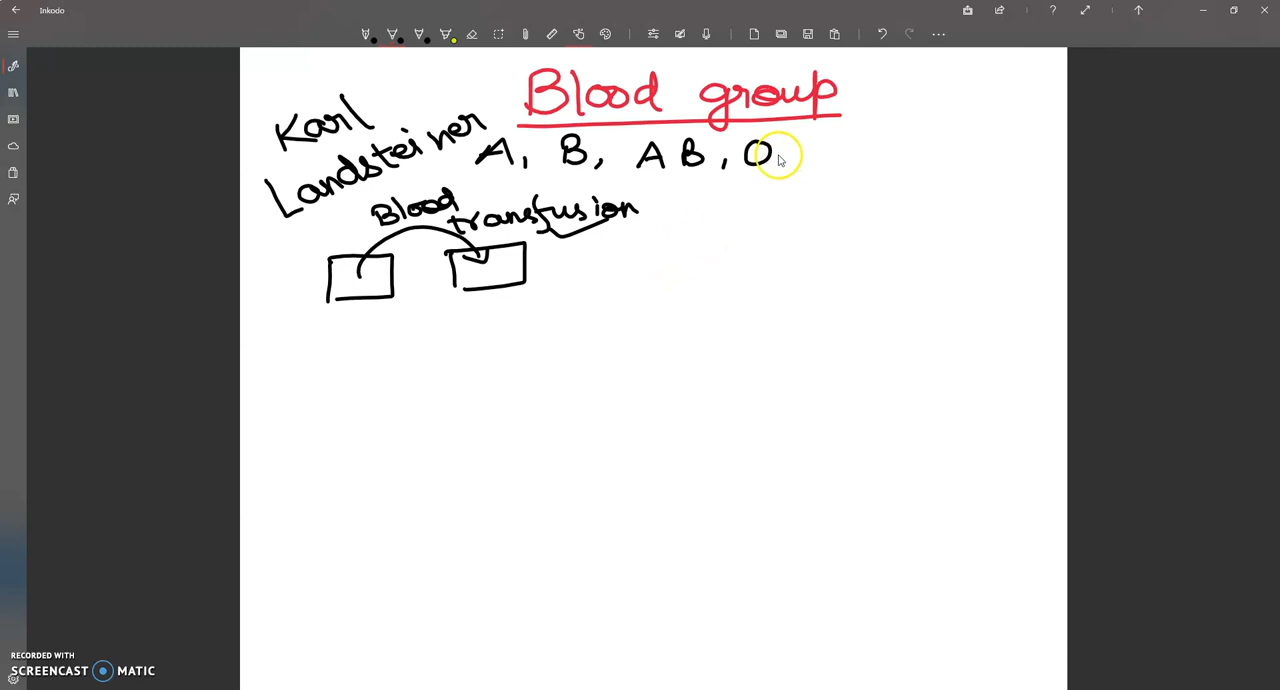 Inkodo
Blood group
Karl
Landsteiner
A, B, AB, O
Blood
transfusion
RECORDED WITH
SCREENCAST MATIC